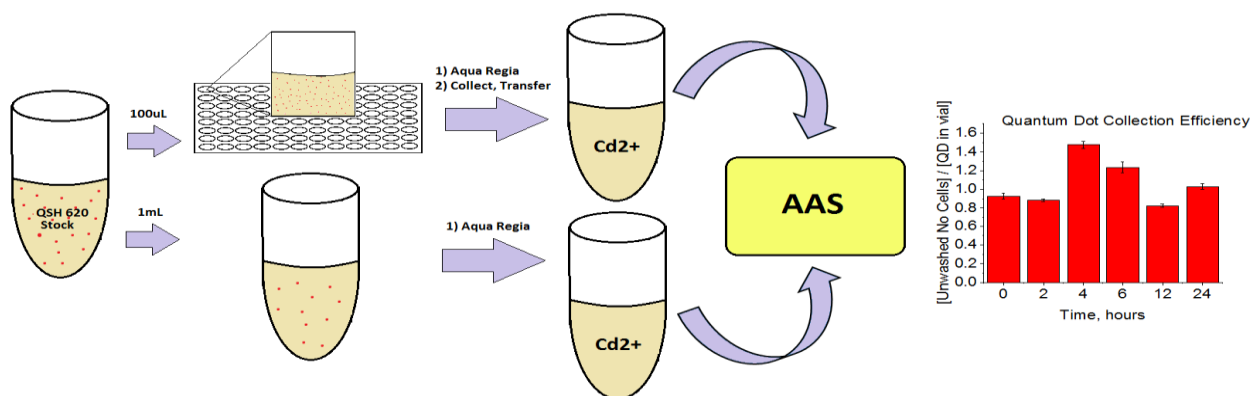 100uL
1) Aqua Regia
2) Collect, Transfer
Cd2+
QSH 620
Stock
1mL
1) Aqua Regia
Cd2+
AAS
Quantum Dot Collection Efficiency
[Unwashed No Cells] / [QD in vial]
1.6
1.4
1.2
1.0
0.8
0.6
0.4
0.2
0.0
0 2 4 6 12 24
Time, hours